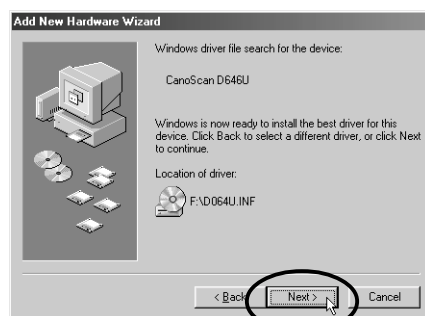 Add New Hardware Wizard
Windows driver file search for the device:
CanoScan D646U
Windows is now ready to install the best driver for this
device. Click Back to select a different driver, or click Next
to continue.
Location of driver:
F:\D064U.INF
< Back
Next >
Cancel